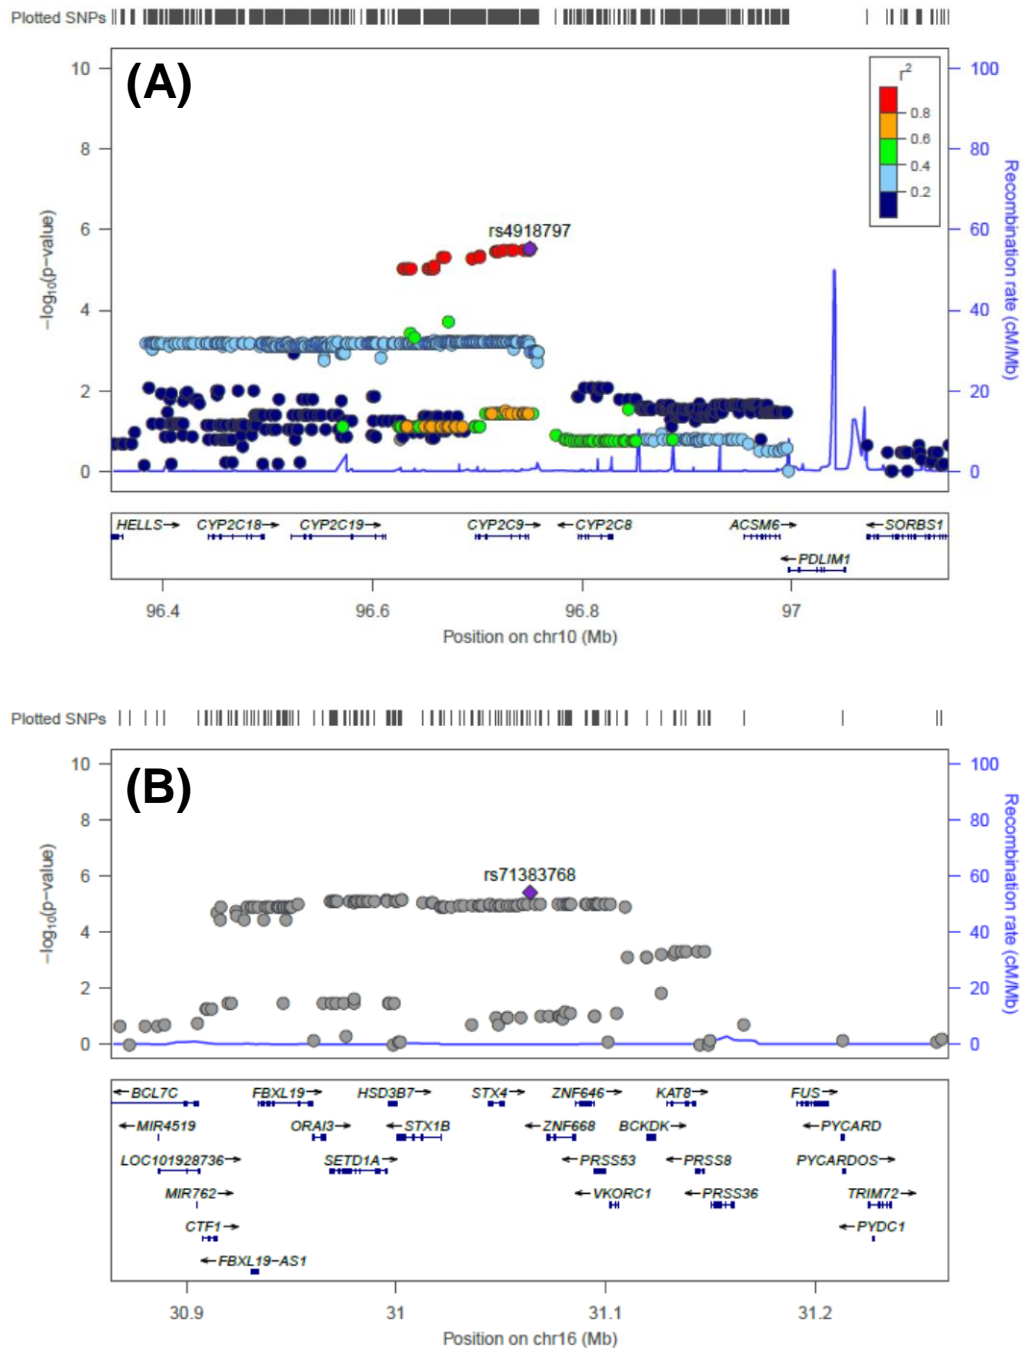 Plotted SNPs
(A)
r²
0.8
0.6
0.4
0.2
rs4918797
10
8
6
4
2
0
−log₁₀(p−value)
100
80
60
40
20
0
Recombination rate (cM/Mb)
HELLS→ CYP2C18→ CYP2C19→ CYP2C9→ ←CYP2C8 ACSM6→ ←SORBS1
←PDLIM1
96.4 96.6 96.8 97
Position on chr10 (Mb)
Plotted SNPs
(B)
rs71383768
10
8
6
4
2
0
−log₁₀(p−value)
100
80
60
40
20
0
Recombination rate (cM/Mb)
←BCL7C FBXL19→ HSD3B7→ STX4→ ZNF646→ KAT8→ FUS→
←MIR4519 ORAI3→ ←STX1B ←ZNF668 BCKDK→ ←PYCARD
LOC101928736→ SETD1A→ ←PRSS53 ←PRSS8 PYCARDOS→
MIR762→ ←VKORC1 ←PRSS36 TRIM72→
CTF1→ ←PYDC1
←FBXL19−AS1
30.9 31 31.1 31.2
Position on chr16 (Mb)